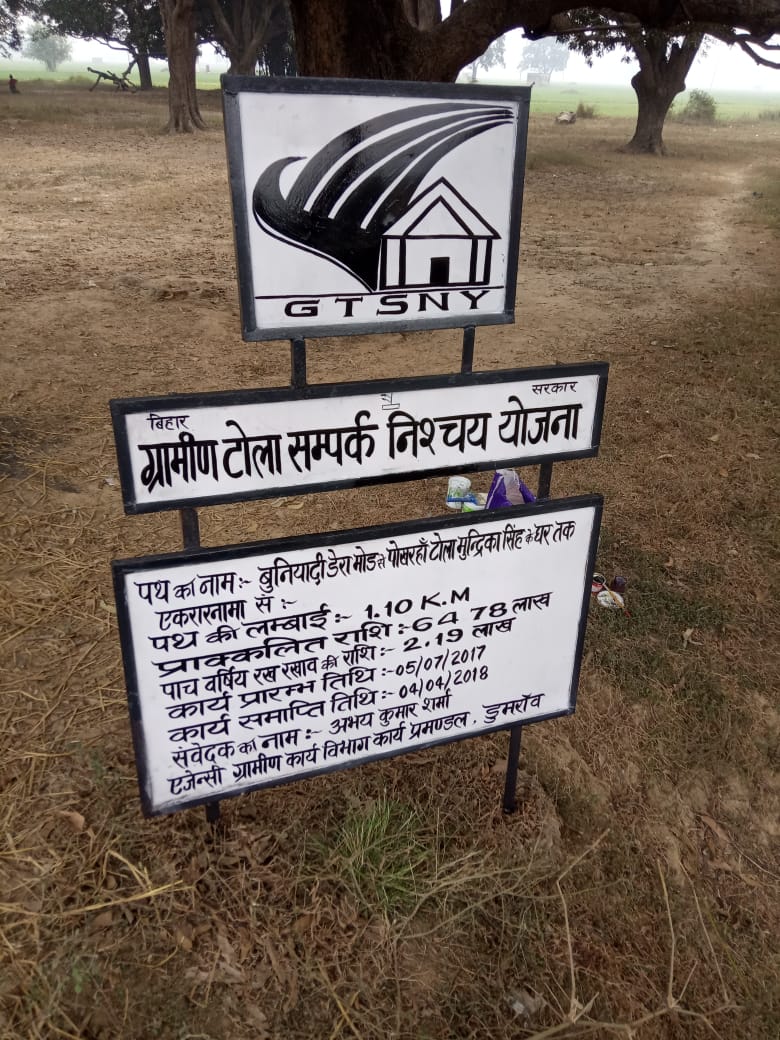 GTSNY
बिहार सरकार
ग्रामीण टोला सम्पर्क निश्चय योजना
पथ का नाम:- बुनियादी डेरा मोड से पोखरहाँ टोला मुन्द्रिका सिंह के घर तक
एकरारनामा सं:-
पथ की लम्बाई:- 1.10 K.M
प्राक्कलित राशि:- 64.78 लाख
पाच वर्षिय रख रखाव की राशि:- 2.19 लाख
कार्य प्रारम्भ तिथि:- 05/07/2017
कार्य समाप्ति तिथि:- 04/04/2018
संवेदक का नाम:- अभय कुमार शर्मा
एजेन्सी ग्रामीण कार्य विभाग कार्य प्रमण्डल, डुमराँव